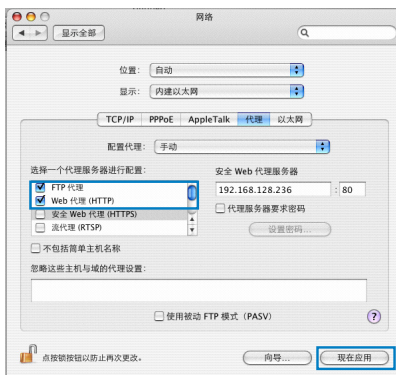 网络
显示全部
位置: 自动
显示: 内建以太网
TCP/IP PPPoE AppleTalk 代理 以太网
配置代理: 手动
选择一个代理服务器进行配置: 安全 Web 代理服务器
FTP 代理 192.168.128.236 : 80
Web 代理 (HTTP)
安全 Web 代理 (HTTPS) 代理服务器要求密码
流代理 (RTSP) 设置密码...
不包括简单主机名称
忽略这些主机与域的代理设置:
使用被动 FTP 模式 (PASV) ?
点按锁按钮以防止再次更改。 向导... 现在应用